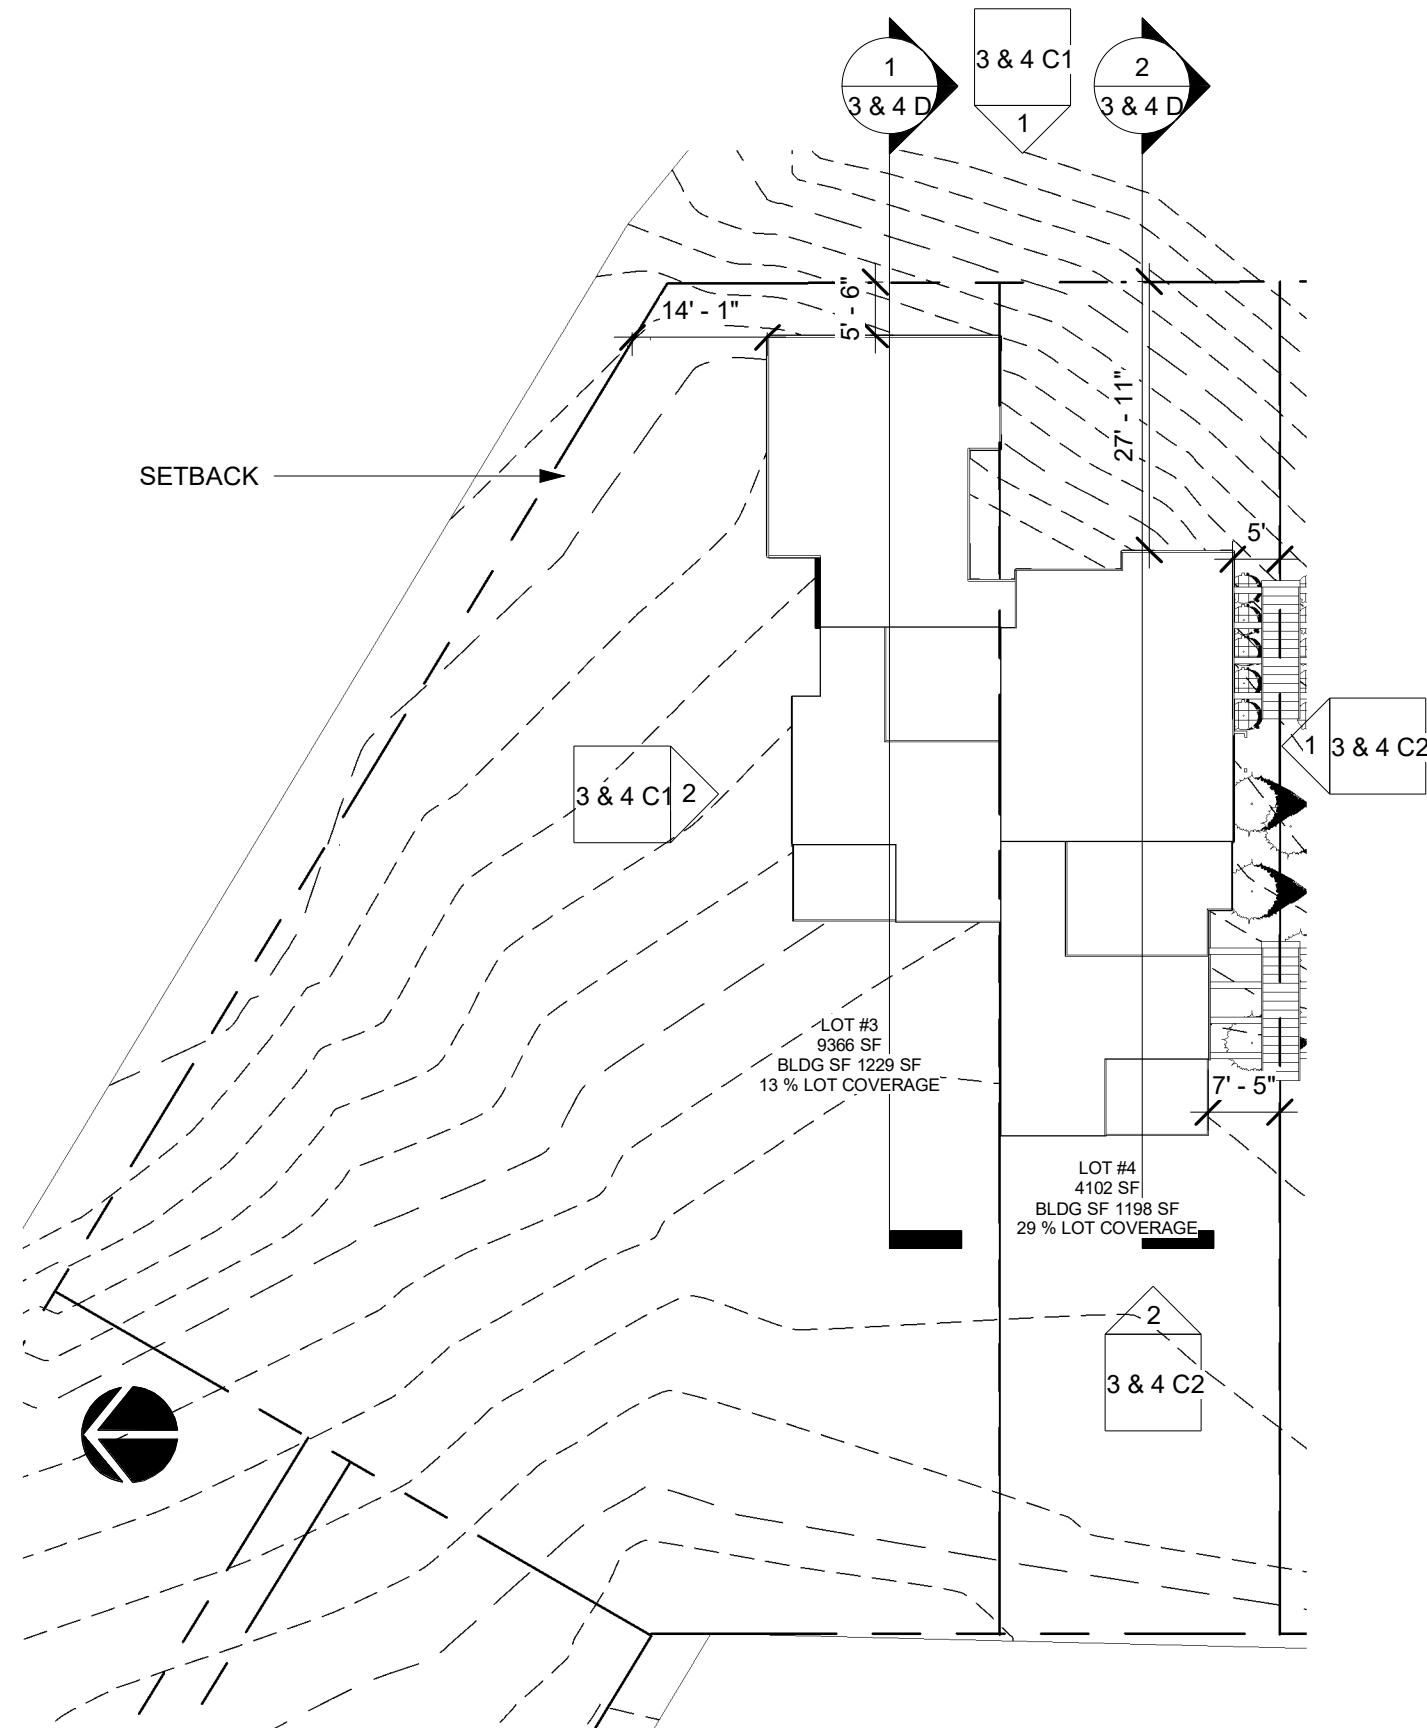 1
3 & 4 D
3 & 4 C1
1
2
3 & 4 D
14' - 1"
5' - 6"
27' - 11"
SETBACK
5'
1
3 & 4 C2
3 & 4 C1
2
LOT #3
9366 SF
BLDG SF 1229 SF
13 % LOT COVERAGE
7' - 5"
LOT #4
4102 SF
BLDG SF 1198 SF
29 % LOT COVERAGE
2
3 & 4 C2